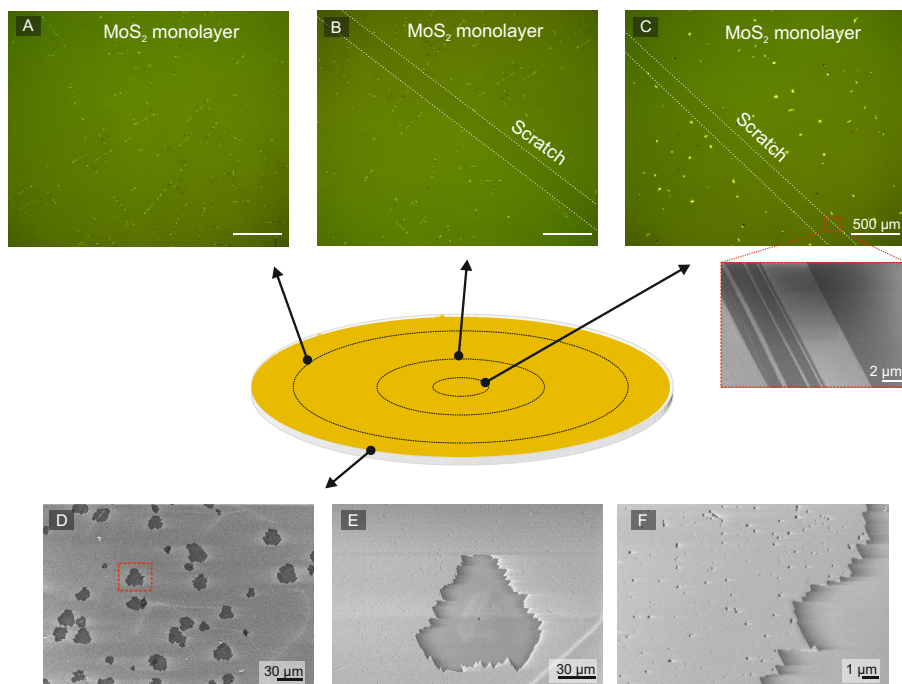 A
MoS₂ monolayer
B
MoS₂ monolayer
Scratch
C
MoS₂ monolayer
Scratch
500 µm
2 µm
D
30 µm
E
30 µm
F
1 µm